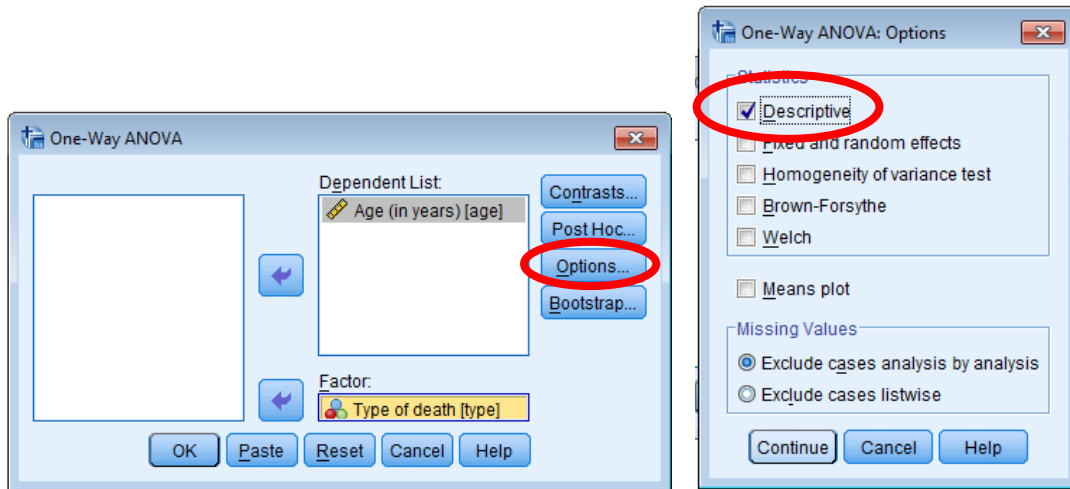 One-Way ANOVA
Dependent List:
Age (in years) [age]
Contrasts...
Post Hoc...
Options...
Bootstrap...
Factor:
Type of death [type]
OK Paste Reset Cancel Help
One-Way ANOVA: Options
Statistics
Descriptive
Fixed and random effects
Homogeneity of variance test
Brown-Forsythe
Welch
Means plot
Missing Values
Exclude cases analysis by analysis
Exclude cases listwise
Continue Cancel Help